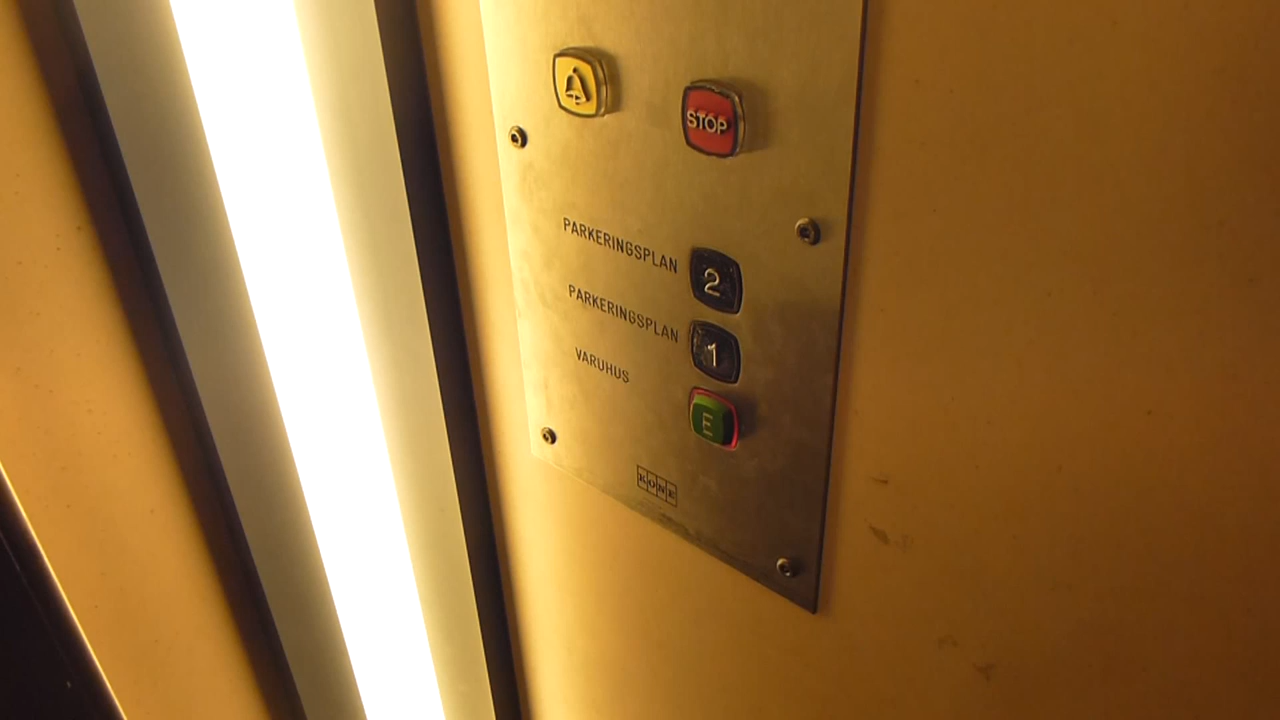 STOP
PARKERINGSPLAN 2
PARKERINGSPLAN 1
VARUHUS E
KONE